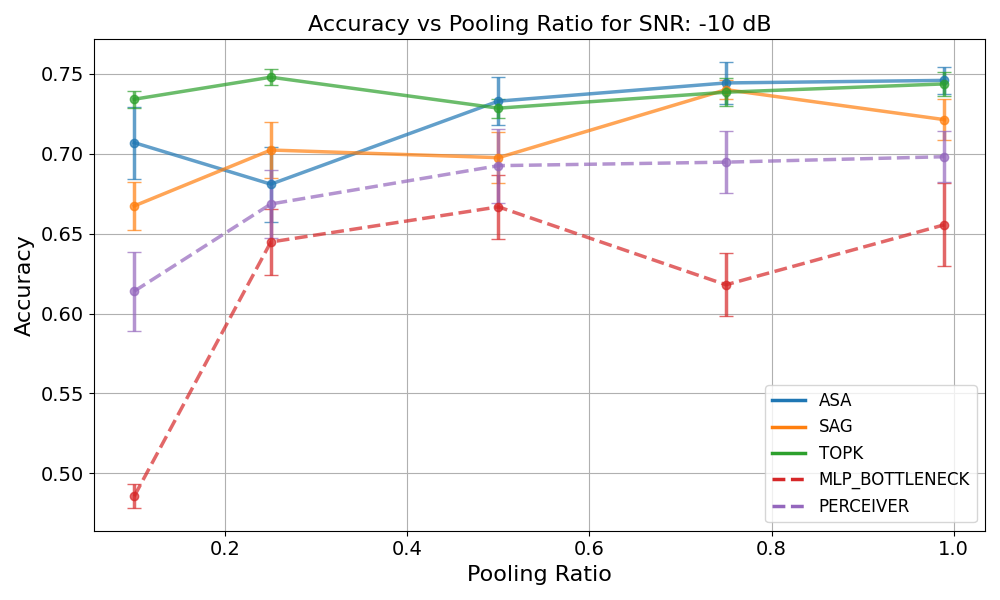 Accuracy vs Pooling Ratio for SNR: -10 dB
0.75
0.70
0.65
0.60
0.55
0.50
Accuracy
0.2
0.4
0.6
0.8
1.0
Pooling Ratio
ASA
SAG
TOPK
MLP_BOTTLENECK
PERCEIVER